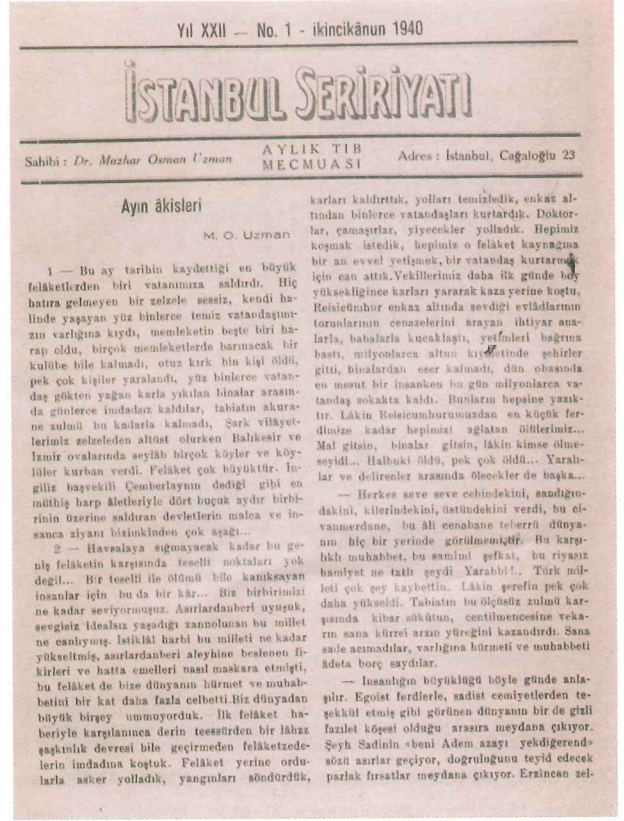 Yıl XXII — No. 1 - ikincikânun 1940
İSTANBUL SERİRİYATI
Sahibi : Dr. Mazhar Osman Uzman
AYLIK TIB
MECMUASI
Adres : İstanbul, Cağaloğlu 23
Ayın âkisleri
M. O. Uzman
1 — Bu ay tarihin kaydettiği en büyük
felâketlerden biri vatanımıza saldırdı. Hiç
hatıra gelmeyen bir zelzele sessiz, kendi ha-
linde yaşayan yüz binlerce temiz vatandaşımı-
zın varlığına kıydı, memleketin beşte biri ha-
rap oldu, birçok memleketlerde barınacak bir
kulübe bile kalmadı, otuz kırk bin kişi öldü,
pek çok kişiler yaralandı, yüz binlerce vatan-
daş gökten yağan karla yıkılan binalar arasın-
da günlerce imdadsız kaldılar, tabiatın akura-
ne zulmü bu kadarla kalmadı, Şark vilâyet-
lerimiz zelzeleden altüst olurken Balıkesir ve
İzmir ovalarında seylâb birçok köyler ve köy-
lüler kurban verdi. Felâket çok büyüktür. İn-
giliz başvekili Çemberlaynın dediği gibi en
müthiş harp âletleriyle dört buçuk aydır birbi-
rinin üzerine saldıran devletlerin malca ve in-
sanca ziyanı bizimkinden çok aşağı...
2 — Havsalaya sığmayacak kadar bu ge-
niş felâketin karşısında teselli noktaları yok
değil... Bir teselli ile ölümü bile kanıksayan
insanlar için bu da bir kâr... Biz birbirimizi
ne kadar seviyormuşuz. Asırlardanberi uyuşuk,
sevgisiz idealsız yaşadığı zannolunan bu millet
ne canlıymış. İstiklâl harbi bu milleti ne kadar
yükseltmiş, asırlardanberi aleyhine beslenen fi-
kirleri ve hatta emelleri nasıl maskara etmişti,
bu felâket de bize dünyanın hürmet ve muhab-
betini bir kat daha fazla celbetti.Biz dünyadan
büyük birşey ummuyorduk. İlk felâket ha-
beriyle karşılanınca derin teessürden bir lâhza
şaşkınlık devresi bile geçirmeden felâketzede-
lerin imdadına koştuk. Felâket yerine ordu-
larla asker yolladık, yangınları söndürdük,
karları kaldırttık, yolları temizledik, enkaz al-
tından binlerce vatandaşları kurtardık. Doktor-
lar, çamaşırlar, yiyecekler yolladık. Hepimiz
koşmak istedik, hepimiz o felâket kaynağına
bir an evvel yetişmek, bir vatandaş kurtarmak
için can attık.Vekillerimiz daha ilk günde boy
yüksekliğince karları yararak kaza yerine koştu,
Reisicümhur enkaz altında sevdiği evlâdlarının
torunlarının cenazelerini arayan ihtiyar ana-
larla, babalarla kucaklaştı, yetimleri bağrına
bastı, milyonlarca altun kıymetinde şehirler
gitti, binalardan eser kalmadı, dün obasında
en mesut bir insanken bu gün milyonlarca va-
tandaş sokakta kaldı. Bunların hepsine yazık-
tır. Lâkin Reisicumhurumuzdan en küçük fer-
dimize kadar hepimizi ağlatan ölülerimiz...
Mal gitsin, binalar gitsin, lâkin kimse ölme-
seyidi... Halbuki öldü, pek çok öldü... Yaralı-
lar ve delirenler arasında ölecekler de başka...
— Herkes seve seve cebindekini, sandığın-
dakini, kilerindekini, üstündekini verdi, bu ci-
vanmerdane, bu âli cenabane teberrü dünya-
nın hiç bir yerinde görülmemiştir. Bu karşı-
lıklı muhabbet, bu samimi şefkat, bu riyasız
hamiyet ne tatlı şeydi Yarabbi!.. Türk mil-
leti çok şey kaybettin. Lâkin şerefin pek çok
daha yükseldi. Tabiatın bu ölçüsüz zulmü kar-
şısında kibar sükûtun, centilmencesine veka-
rın sana kürrei arzın yüreğini kazandırdı. Sana
sade acımadılar, varlığına hürmeti ve muhabbeti
âdeta borç saydılar.
— İnsanlığın büyüklüğü böyle günde anla-
şılır. Egoist ferdlerle, sadist cemiyetlerden te-
şekkül etmiş gibi görünen dünyanın bir de gizli
fazilet köşesi olduğu arasıra meydana çıkıyor.
Şeyh Sadinin «beni Adem azayı yekdiğerend»
sözü asırlar geçiyor, doğruluğunu teyid edecek
parlak fırsatlar meydana çıkıyor. Erzincan zel-